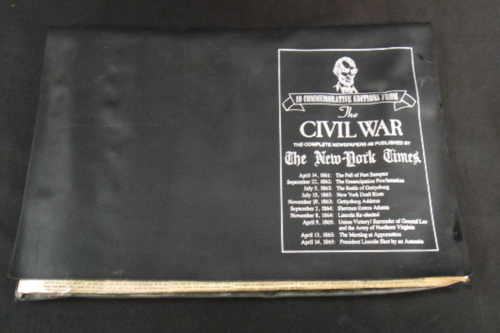 10 COMMEMORATIVE EDITIONS FROM
The
CIVIL WAR
THE COMPLETE NEWSPAPERS AS PUBLISHED BY
The New-York Times.
April 14, 1861: The Fall of Fort Sumpter
September 22, 1862: The Emancipation Proclamation
July 5, 1863: The Battle of Gettysburg
July 15, 1863: New York Draft Riots
November 19, 1863: Gettysburg Address
September 2, 1864: Sherman Enters Atlanta
November 8, 1864: Lincoln Re-elected
April 9, 1865: Union Victory! Surrender of General Lee
and the Army of Northern Virginia
April 13, 1865: The Meeting at Appomattox
April 14, 1865: President Lincoln Shot by an Assassin